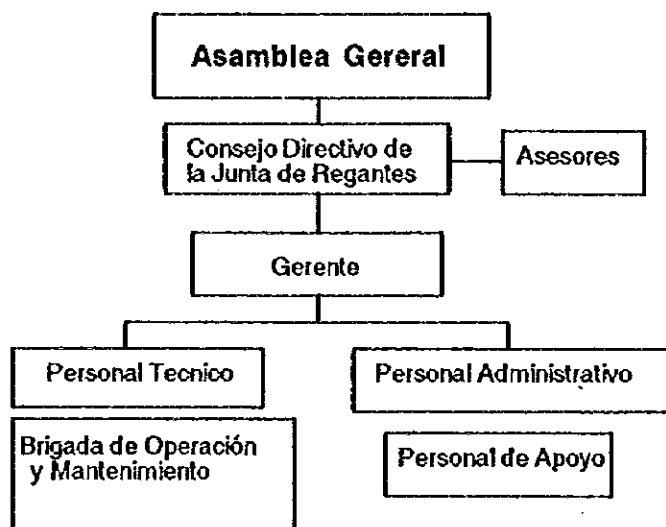 Asamblea Gereral
Consejo Directivo de
la Junta de Regantes
Asesores
Gerente
Personal Tecnico
Personal Administrativo
Brigada de Operación
y Mantenimiento
Personal de Apoyo